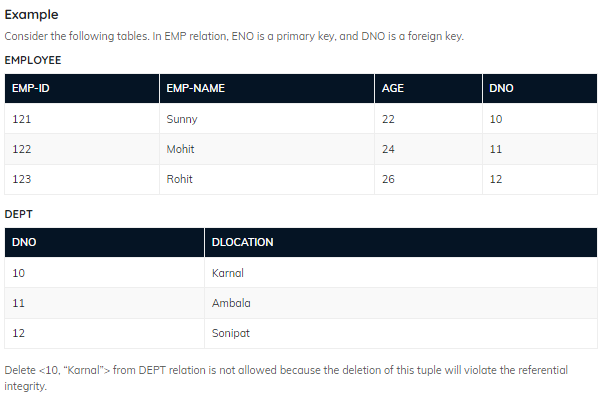 Example
Consider the following tables. In EMP relation, ENO is a primary key, and DNO is a foreign key.
EMPLOYEE
EMP-ID EMP-NAME AGE DNO
121 Sunny 22 10
122 Mohit 24 11
123 Rohit 26 12
DEPT
DNO DLOCATION
10 Karnal
11 Ambala
12 Sonipat
Delete <10, “Karnal”> from DEPT relation is not allowed because the deletion of this tuple will violate the referential
integrity.